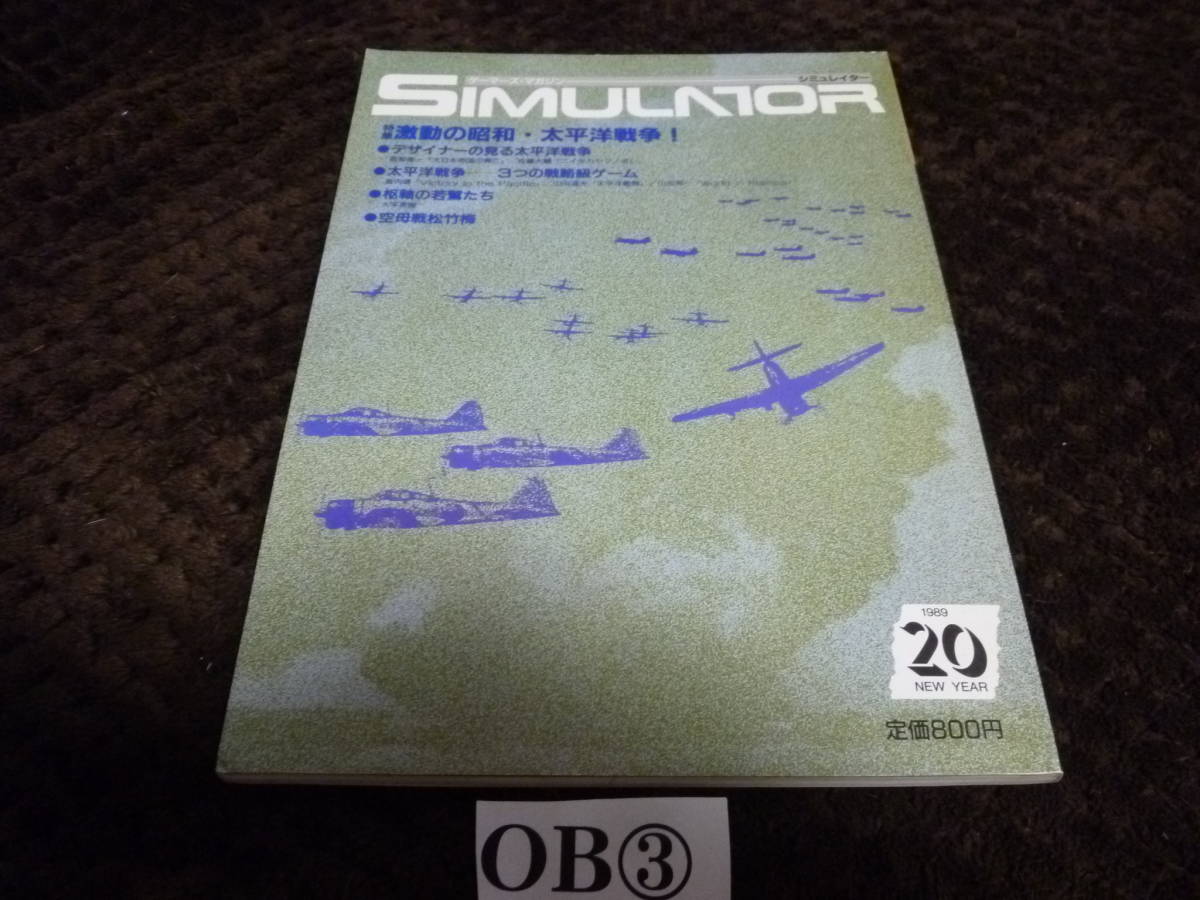 ゲーマーズ・マガジン
シミュレイター
SIMULATOR
特集 激動の昭和・太平洋戦争!
●デザイナーの見る太平洋戦争
●太平洋戦争 3つの戦略級ゲーム
●枢軸の若鷲たち
●空母戦松竹梅
1989
20
NEW YEAR
定価800円
OB③